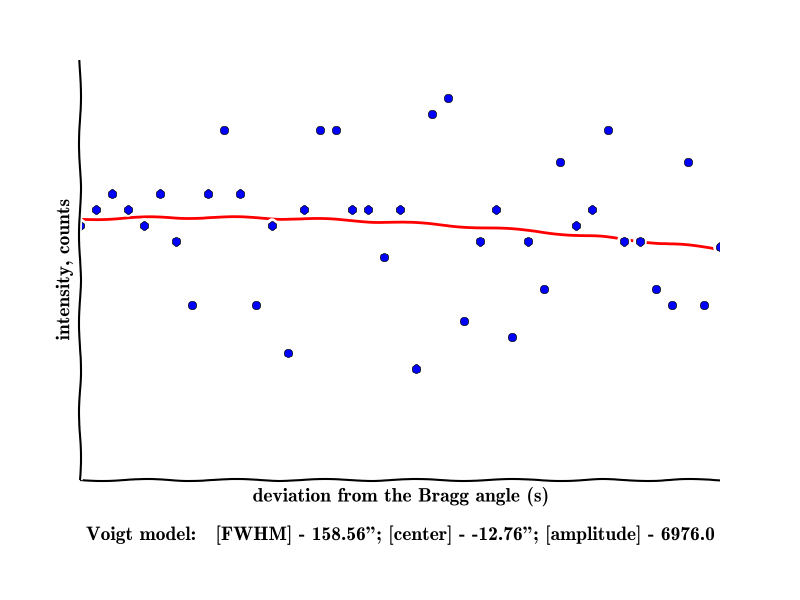 intensity, counts
deviation from the Bragg angle (s)
Voigt model: [FWHM] - 158.56”; [center] - -12.76”; [amplitude] - 6976.0